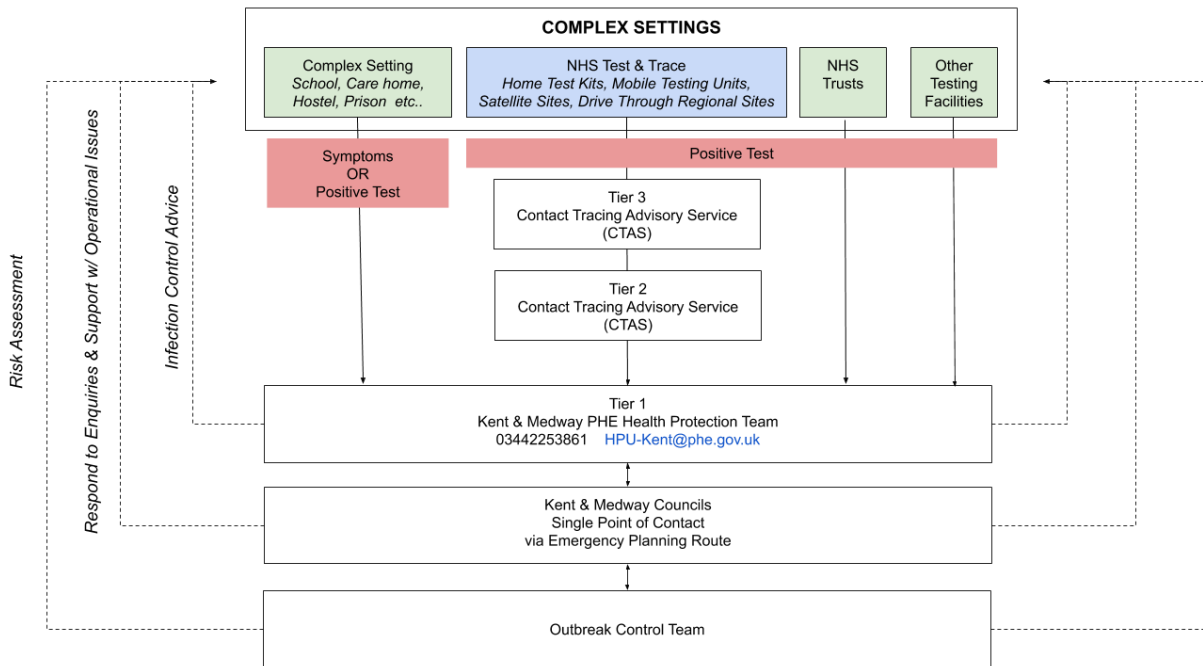 COMPLEX SETTINGS
Complex Setting
School, Care home,
Hostel, Prison etc..
NHS Test & Trace
Home Test Kits, Mobile Testing Units,
Satellite Sites, Drive Through Regional Sites
NHS
Trusts
Other
Testing
Facilities
Symptoms
OR
Positive Test
Positive Test
Tier 3
Contact Tracing Advisory Service
(CTAS)
Tier 2
Contact Tracing Advisory Service
(CTAS)
Tier 1
Kent & Medway PHE Health Protection Team
03442253861 HPU-Kent@phe.gov.uk
Kent & Medway Councils
Single Point of Contact
via Emergency Planning Route
Outbreak Control Team
Risk Assessment
Respond to Enquiries & Support w/ Operational Issues
Infection Control Advice